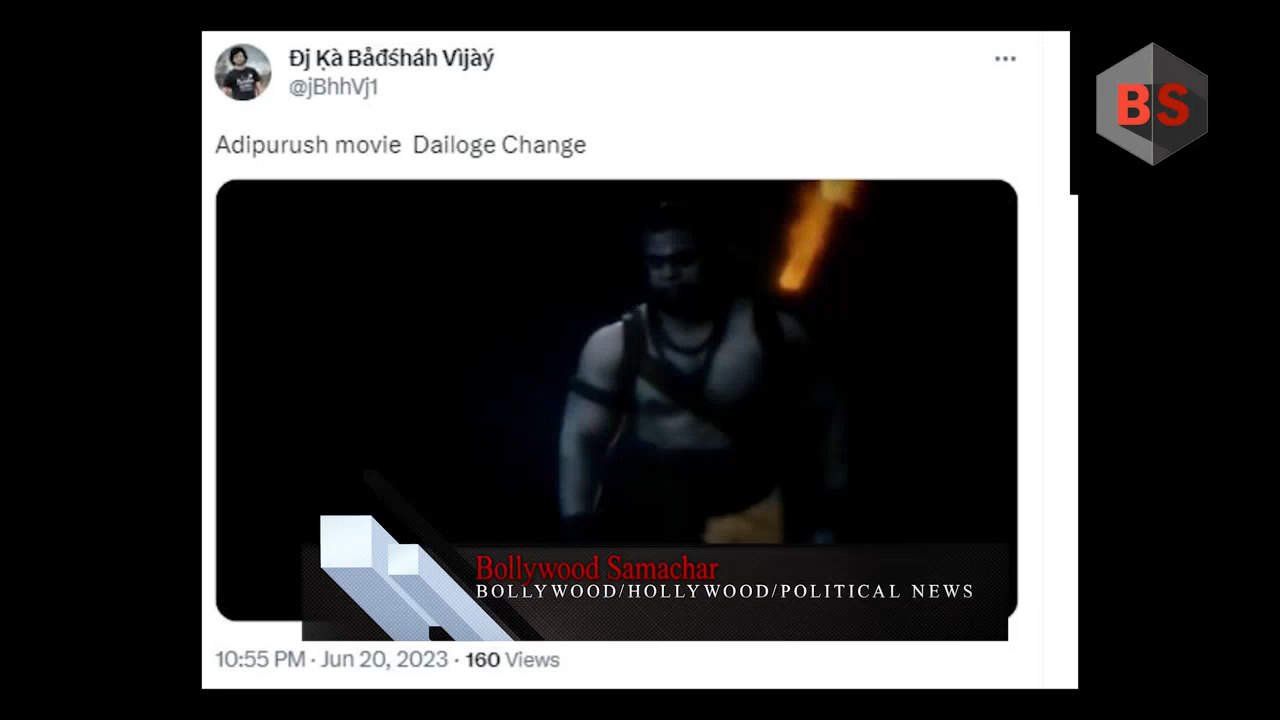 Đj Ḳà Båđśháh Vìjàý
@jBhhVj1
Adipurush movie Dailoge Change
BS
Bollywood Samachar
BOLLYWOOD/HOLLYWOOD/POLITICAL NEWS
10:55 PM · Jun 20, 2023 · 160 Views